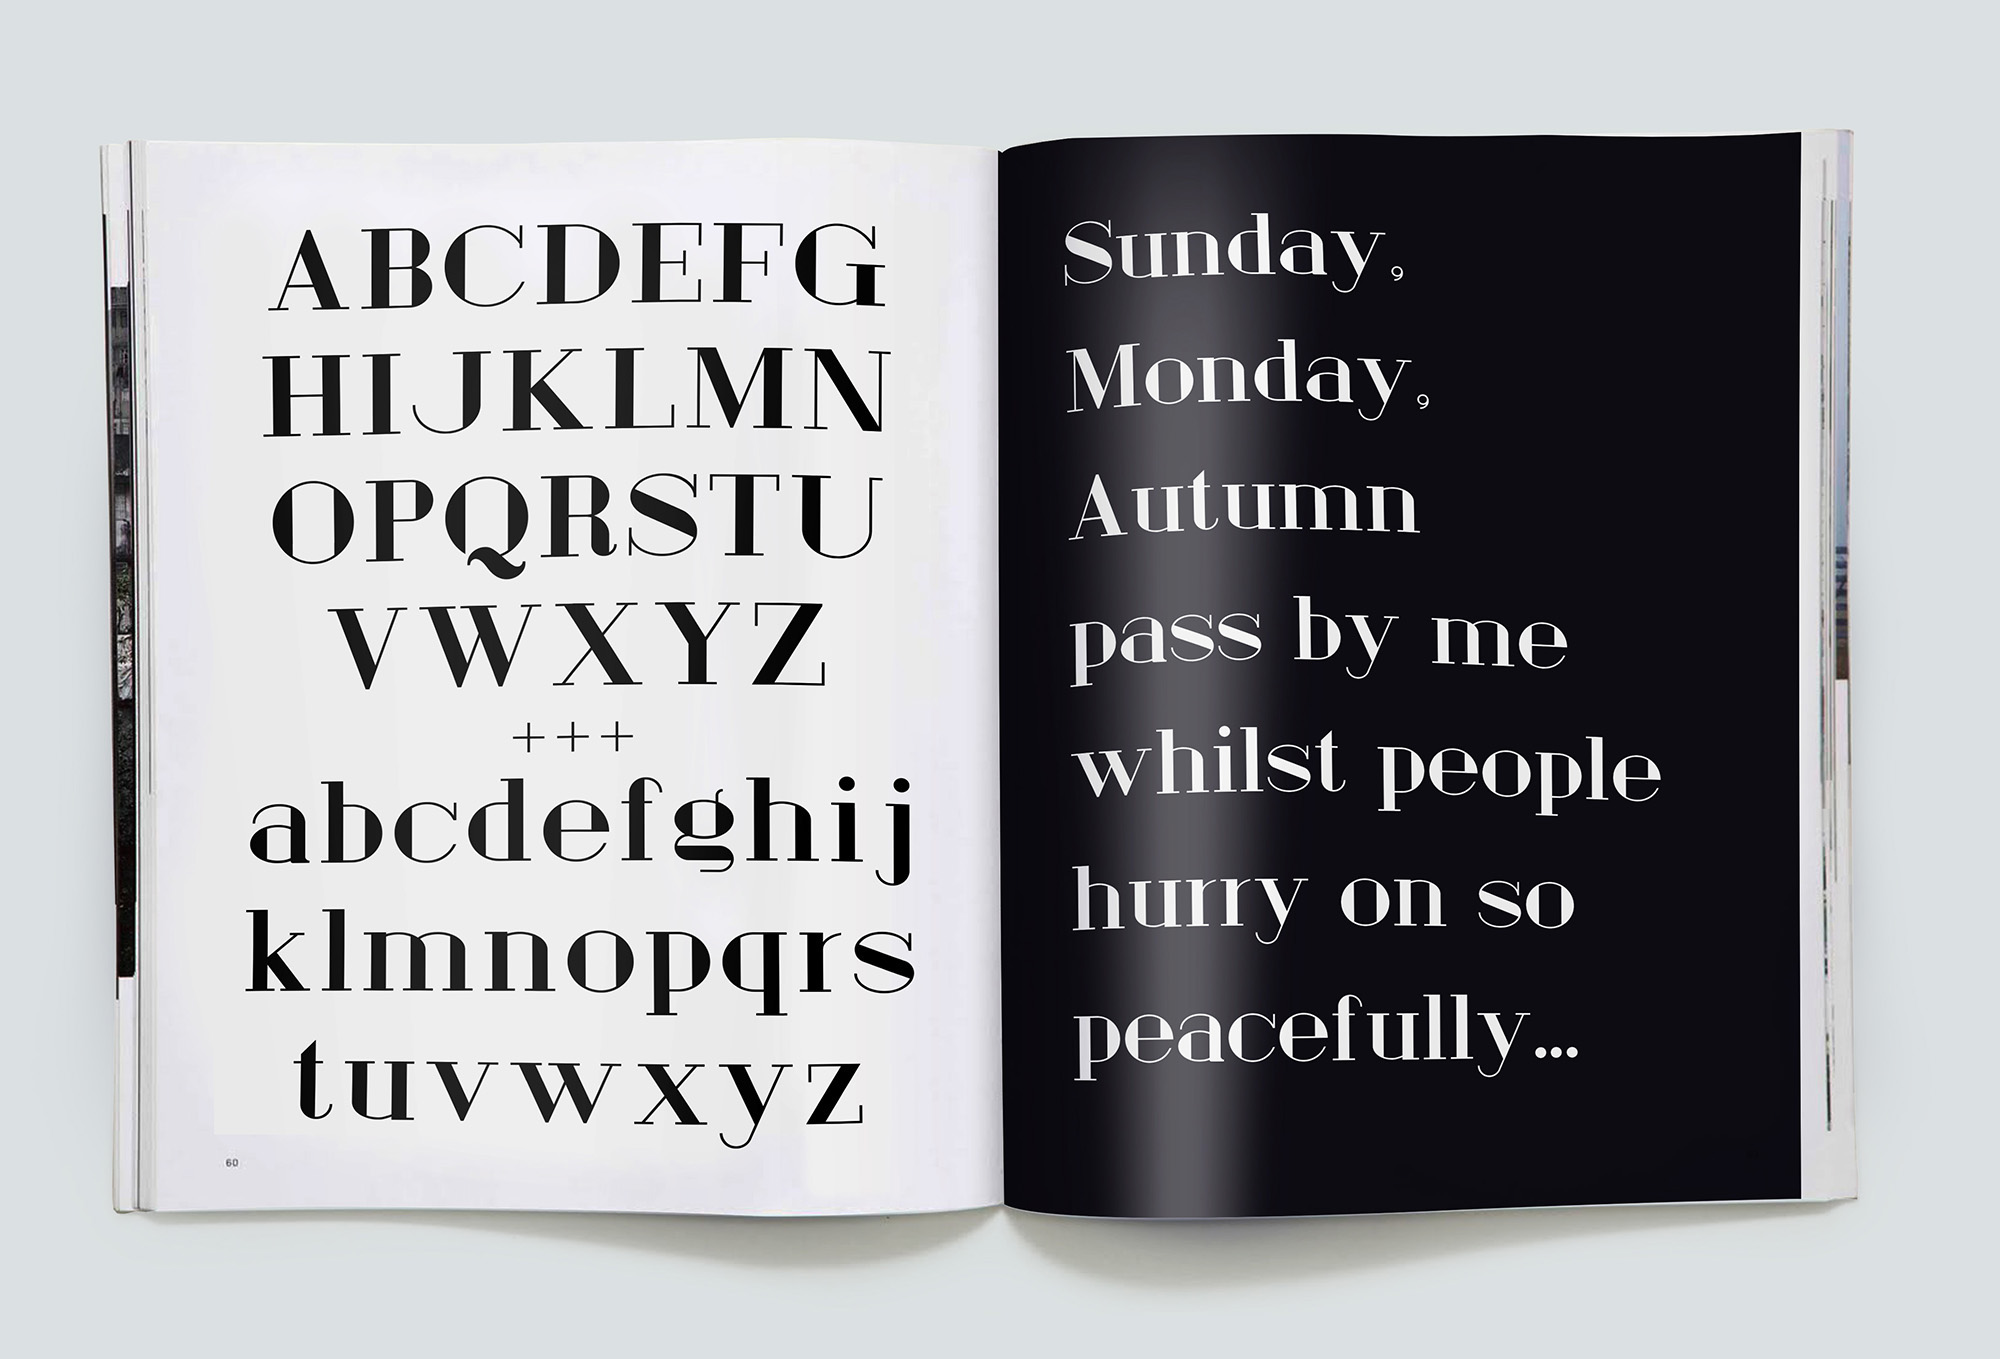 ABCDEFG
HIJKLMN
OPQRSTU
VWXYZ
+++
abcdefghij
klmnopqrs
tuvwxyz
60
Sunday,
Monday,
Autumn
pass by me
whilst people
hurry on so
peacefully...